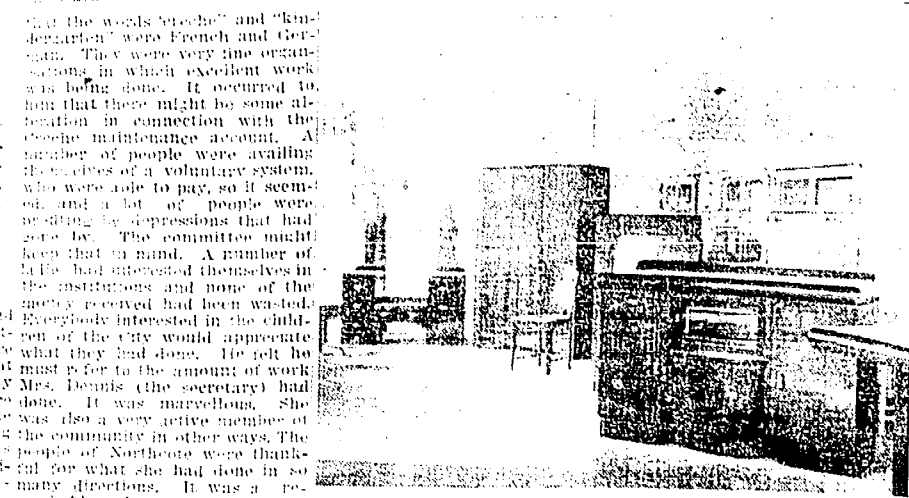 that the words "creche" and "kin-
dergarten" were French and Ger-
man. They were very fine organ-
isations in which excellent work
was being done. It occurred to
him that there might be some al-
teration in connection with the
Creche maintenance account. A
number of people were availing
themselves of a voluntary system,
who were able to pay, so it seem-
ed, and a lot of people were
profiting by depressions that had
gone by. The committee might
keep that in mind. A number of
had interested themselves in
the institutions and none of the
money received had been wasted.
Everybody interested in the child-
ren of the City would appreciate
what they had done. He felt he
must refer to the amount of work
Mrs. Dennis (the secretary) had
done. It was marvellous. She
was also a very active member of
the community in other ways. The
people of Northcote were thank-
ful for what she had done in so
many directions. It was a re-